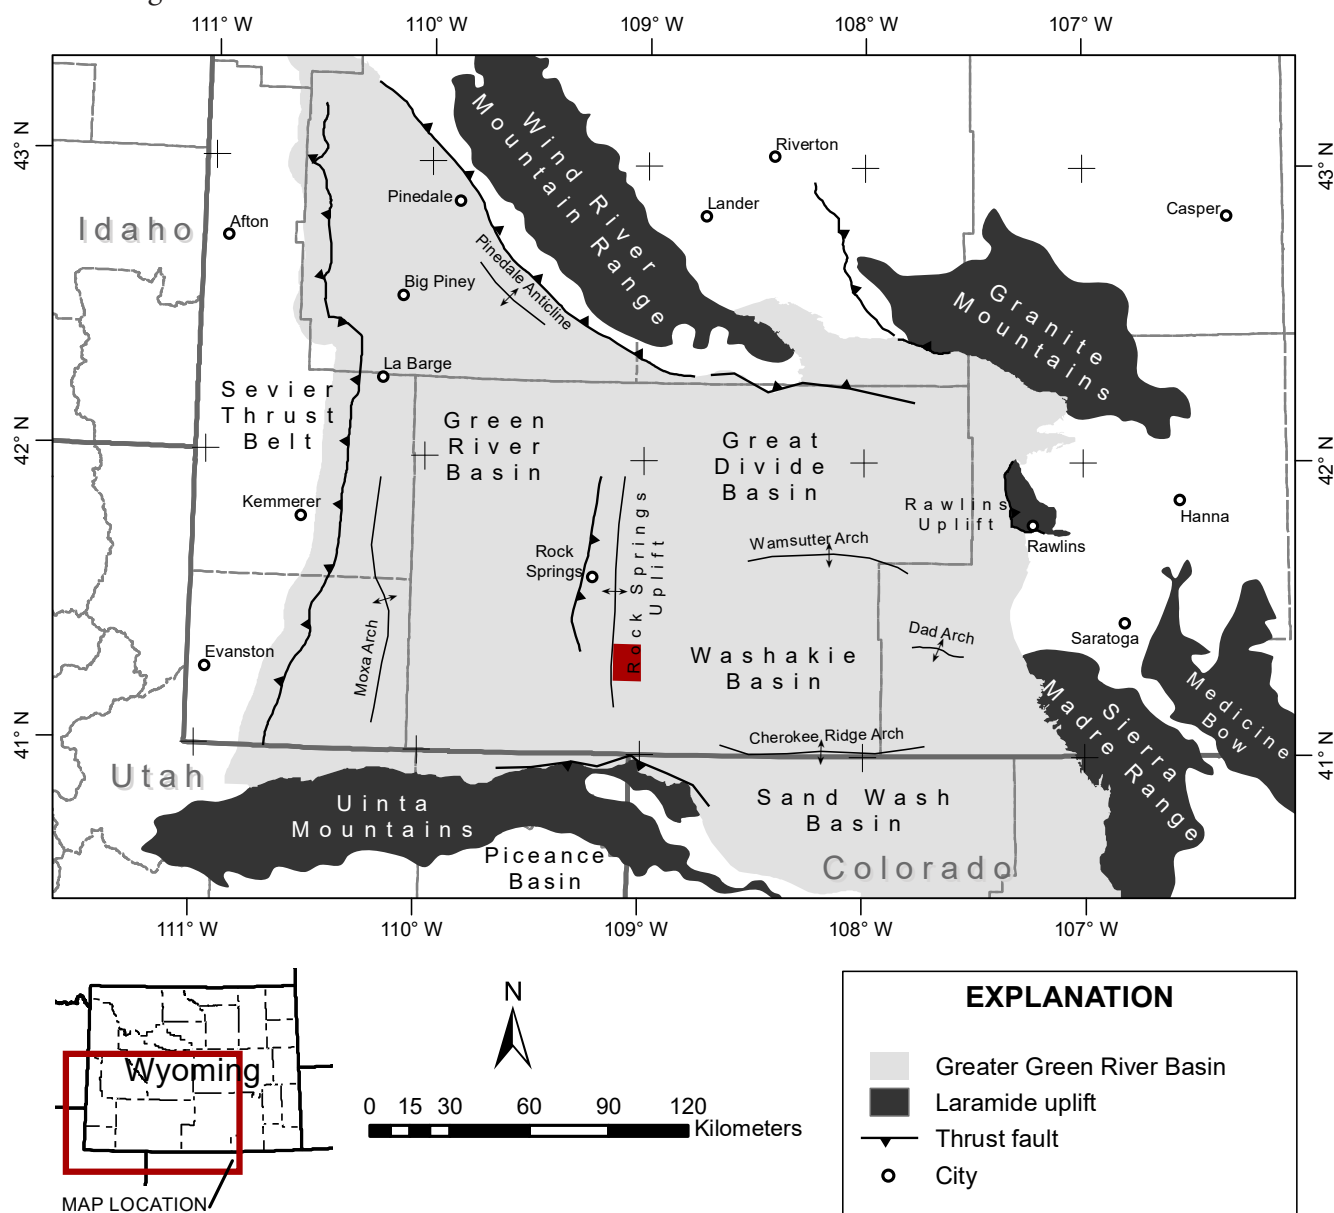 111° W 110° W 109° W 108° W 107° W
43° N
43° N
42° N
42° N
41° N
41° N
Wind River
Mountain Range
Riverton
Pinedale
Lander
Casper
Afton
Idaho
Big Piney
Pinedale Anticline
Granite
Mountains
La Barge
Sevier
Thrust
Belt
Green
River
Basin
Great
Divide
Basin
Kemmerer
Rawlins
Uplift
Hanna
Rawlins
Rock
Springs
Rock Springs
Uplift
Wamsutter Arch
Evanston
Moxa Arch
Washakie
Basin
Dad Arch
Saratoga
Medicine
Bow
Sierra
Madre Range
Cherokee Ridge Arch
Utah
Uinta
Mountains
Sand Wash
Basin
Piceance
Basin
Colorado
111° W 110° W 109° W 108° W 107° W
Wyoming
MAP LOCATION
N
0 15 30 60 90 120
Kilometers
EXPLANATION
Greater Green River Basin
Laramide uplift
Thrust fault
City